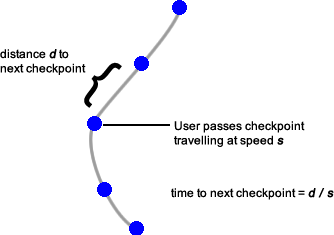 distance d to
next checkpoint
User passes checkpoint
travelling at speed s
time to next checkpoint = d / s